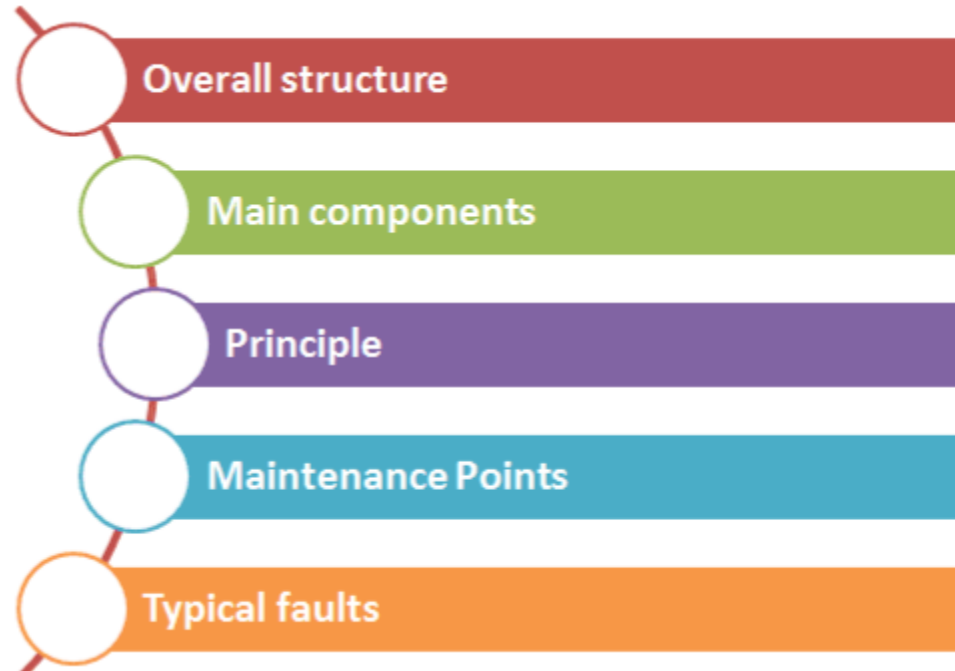 Overall structure
Main components
Principle
Maintenance Points
Typical faults